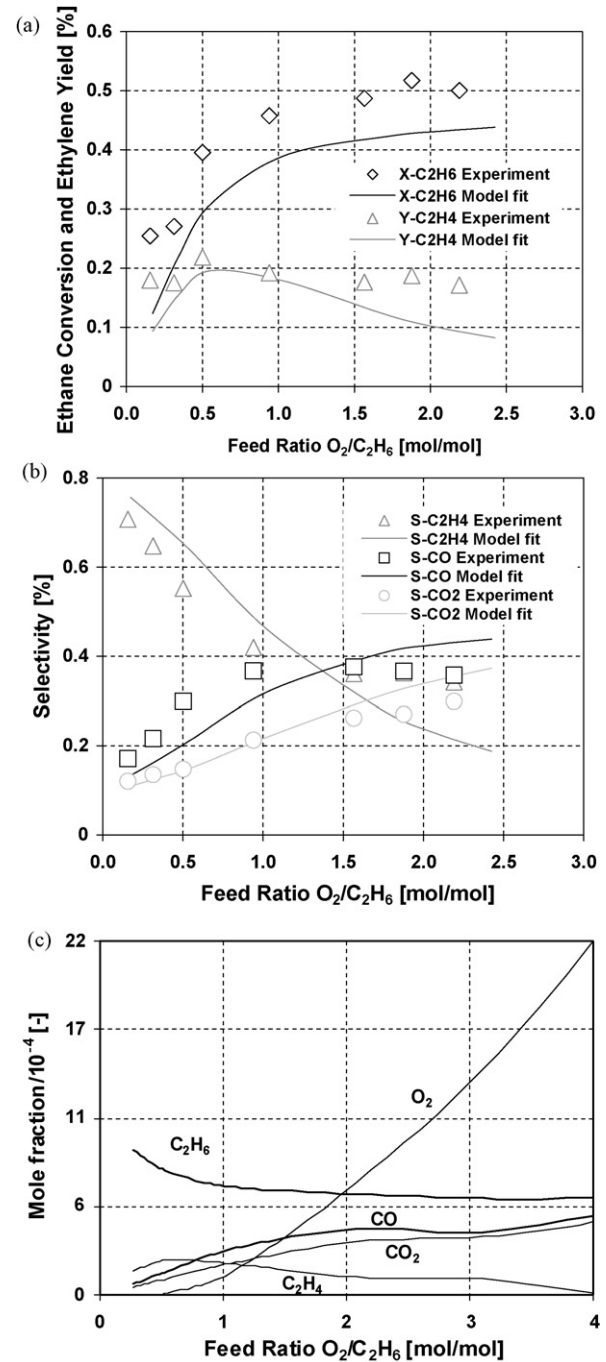 (a)
0.6
0.5
0.4
0.3
0.2
0.1
0
Ethane Conversion and Ethylene Yield [%]
X-C2H6 Experiment
X-C2H6 Model fit
Y-C2H4 Experiment
Y-C2H4 Model fit
0.0 0.5 1.0 1.5 2.0 2.5 3.0
Feed Ratio O₂/C₂H₆ [mol/mol]
(b)
0.8
0.6
0.4
0.2
0
Selectivity [%]
S-C2H4 Experiment
S-C2H4 Model fit
S-CO Experiment
S-CO Model fit
S-CO2 Experiment
S-CO2 Model fit
0.0 0.5 1.0 1.5 2.0 2.5 3.0
Feed Ratio O₂/C₂H₆ [mol/mol]
(c)
22
17
11
6
0
Mole fraction/10⁻⁴ [-]
O₂
C₂H₆
CO
CO₂
C₂H₄
0 1 2 3 4
Feed Ratio O₂/C₂H₆ [mol/mol]